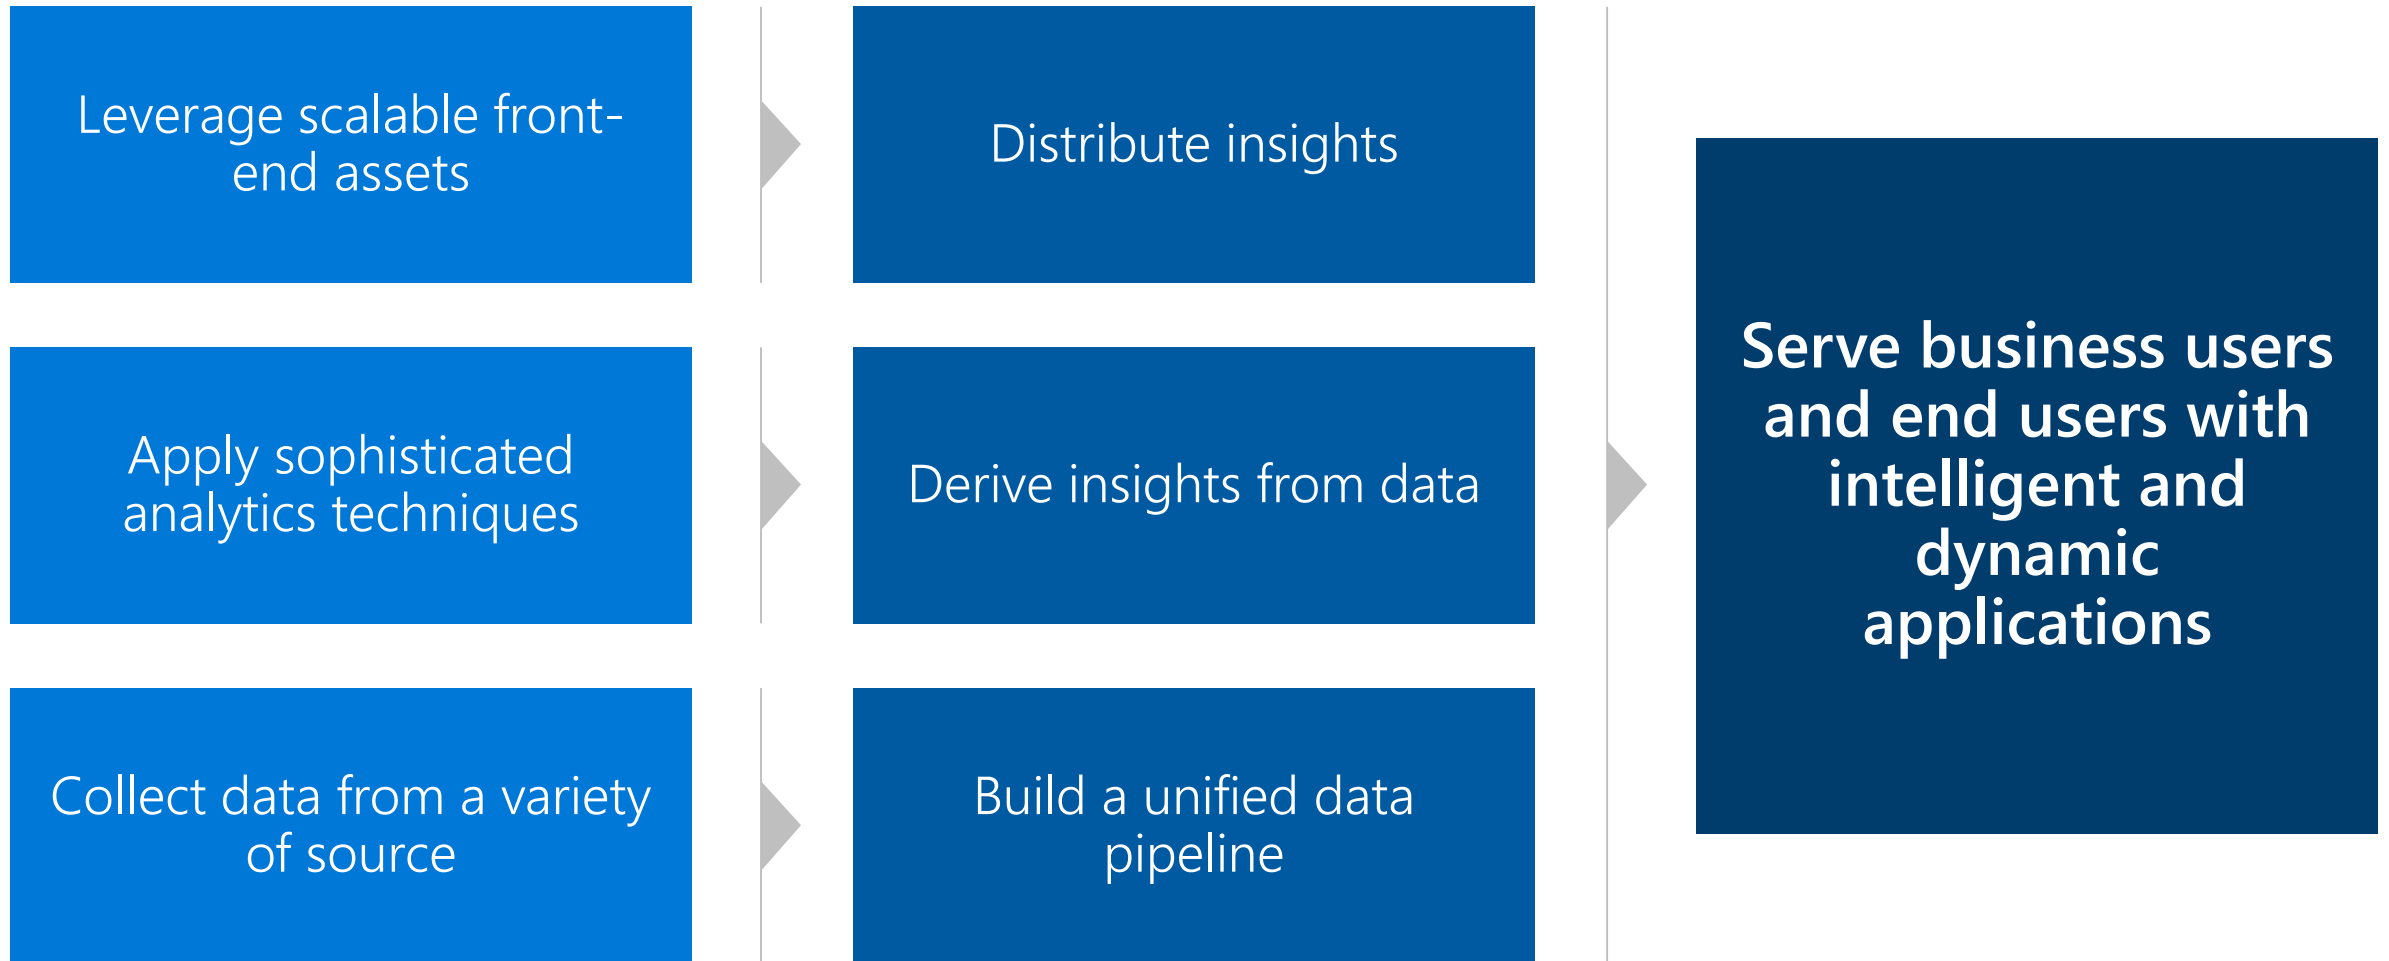 Leverage scalable front-
end assets
Distribute insights
Apply sophisticated
analytics techniques
Derive insights from data
Collect data from a variety
of source
Build a unified data
pipeline
Serve business users
and end users with
intelligent and
dynamic
applications